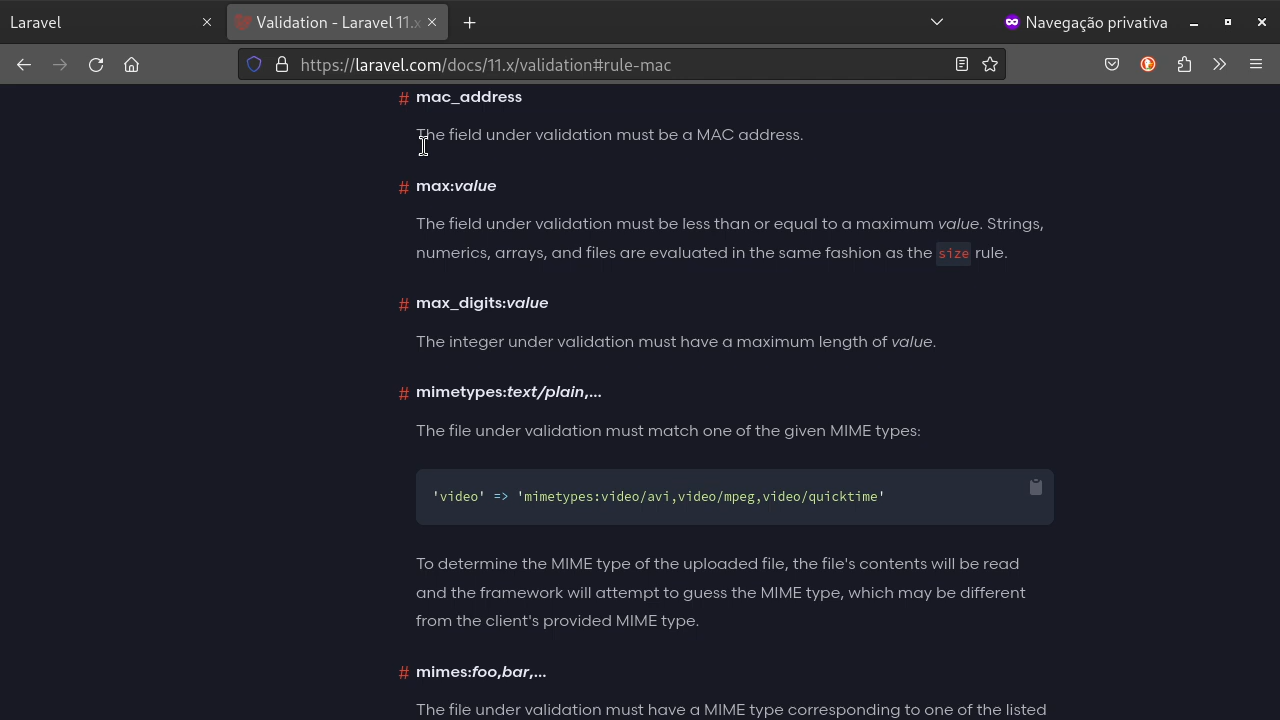 Laravel
Validation - Laravel 11.x
Navegação privativa
https://laravel.com/docs/11.x/validation#rule-mac
# mac_address
The field under validation must be a MAC address.
# max:value
The field under validation must be less than or equal to a maximum value. Strings,
numerics, arrays, and files are evaluated in the same fashion as the size rule.
# max_digits:value
The integer under validation must have a maximum length of value.
# mimetypes:text/plain,...
The file under validation must match one of the given MIME types:
'video' => 'mimetypes:video/avi,video/mpeg,video/quicktime'
To determine the MIME type of the uploaded file, the file's contents will be read
and the framework will attempt to guess the MIME type, which may be different
from the client's provided MIME type.
# mimes:foo,bar,...
The file under validation must have a MIME type corresponding to one of the listed